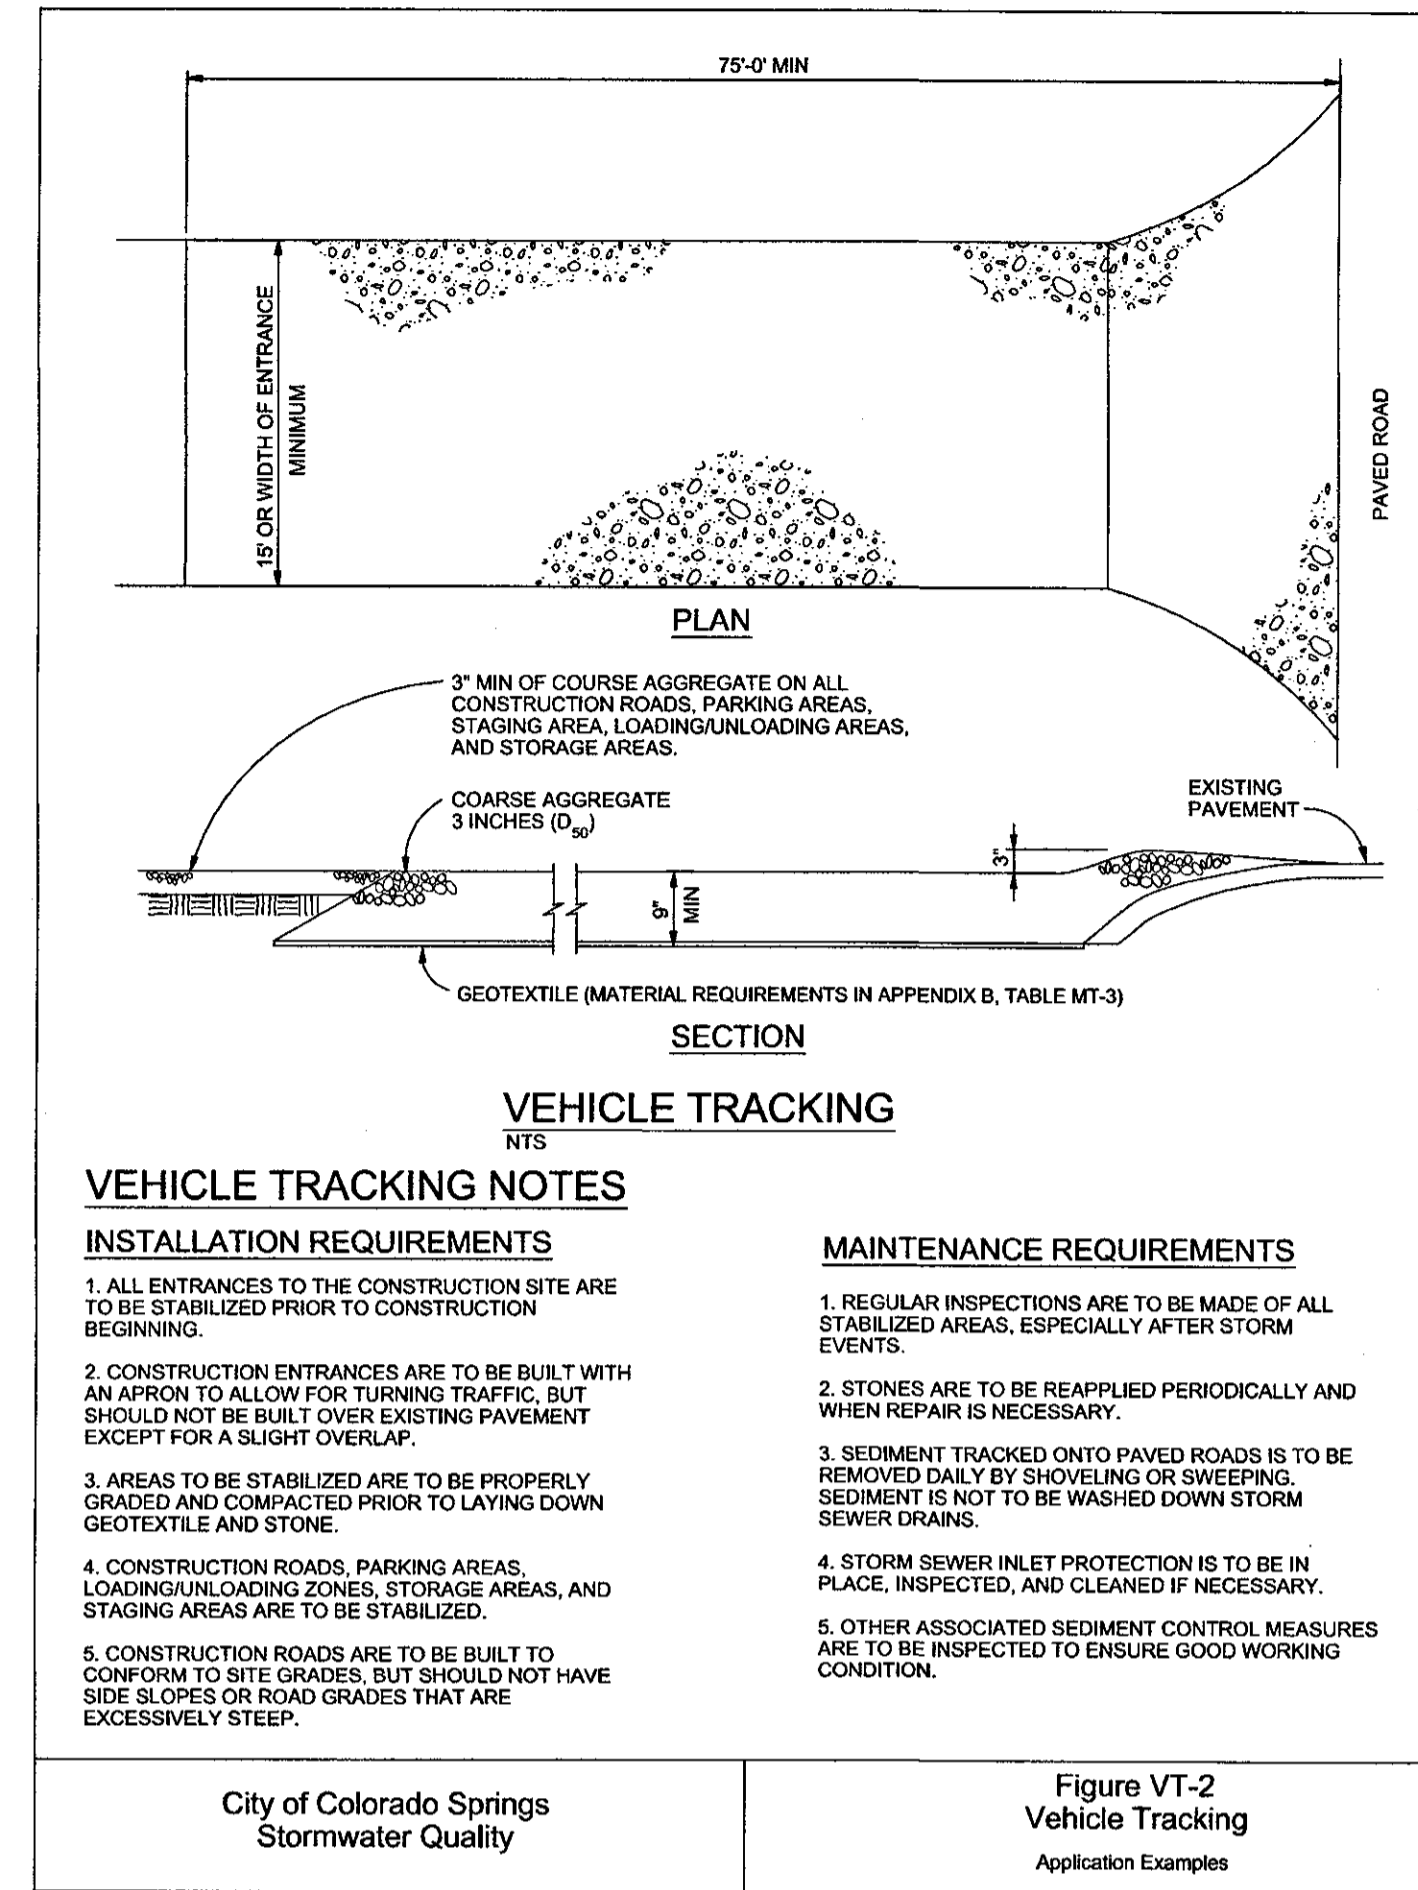 75'-0' MIN
15' OR WIDTH OF ENTRANCE
MINIMUM
PAVED ROAD
PLAN
3" MIN OF COURSE AGGREGATE ON ALL
CONSTRUCTION ROADS, PARKING AREAS,
STAGING AREA, LOADING/UNLOADING AREAS,
AND STORAGE AREAS.
COARSE AGGREGATE
3 INCHES (D50)
EXISTING
PAVEMENT
3"
9"
MIN
GEOTEXTILE (MATERIAL REQUIREMENTS IN APPENDIX B, TABLE MT-3)
SECTION
VEHICLE TRACKING
NTS
VEHICLE TRACKING NOTES
INSTALLATION REQUIREMENTS
1. ALL ENTRANCES TO THE CONSTRUCTION SITE ARE
TO BE STABILIZED PRIOR TO CONSTRUCTION
BEGINNING.
2. CONSTRUCTION ENTRANCES ARE TO BE BUILT WITH
AN APRON TO ALLOW FOR TURNING TRAFFIC, BUT
SHOULD NOT BE BUILT OVER EXISTING PAVEMENT
EXCEPT FOR A SLIGHT OVERLAP.
3. AREAS TO BE STABILIZED ARE TO BE PROPERLY
GRADED AND COMPACTED PRIOR TO LAYING DOWN
GEOTEXTILE AND STONE.
4. CONSTRUCTION ROADS, PARKING AREAS,
LOADING/UNLOADING ZONES, STORAGE AREAS, AND
STAGING AREAS ARE TO BE STABILIZED.
5. CONSTRUCTION ROADS ARE TO BE BUILT TO
CONFORM TO SITE GRADES, BUT SHOULD NOT HAVE
SIDE SLOPES OR ROAD GRADES THAT ARE
EXCESSIVELY STEEP.
MAINTENANCE REQUIREMENTS
1. REGULAR INSPECTIONS ARE TO BE MADE OF ALL
STABILIZED AREAS, ESPECIALLY AFTER STORM
EVENTS.
2. STONES ARE TO BE REAPPLIED PERIODICALLY AND
WHEN REPAIR IS NECESSARY.
3. SEDIMENT TRACKED ONTO PAVED ROADS IS TO BE
REMOVED DAILY BY SHOVELING OR SWEEPING.
SEDIMENT IS NOT TO BE WASHED DOWN STORM
SEWER DRAINS.
4. STORM SEWER INLET PROTECTION IS TO BE IN
PLACE, INSPECTED, AND CLEANED IF NECESSARY.
5. OTHER ASSOCIATED SEDIMENT CONTROL MEASURES
ARE TO BE INSPECTED TO ENSURE GOOD WORKING
CONDITION.
City of Colorado Springs
Stormwater Quality
Figure VT-2
Vehicle Tracking
Application Examples